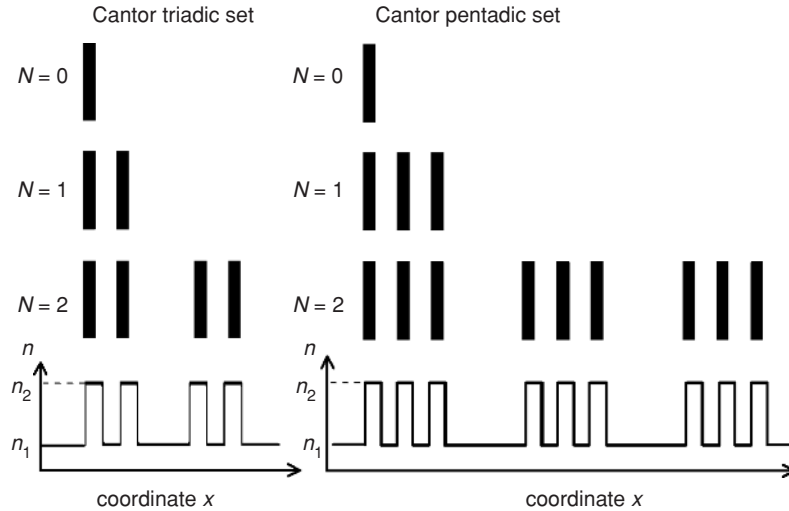 Cantor triadic set
Cantor pentadic set
N = 0
N = 0
N = 1
N = 1
N = 2
N = 2
n
n
n2
n2
n1
n1
coordinate x
coordinate x